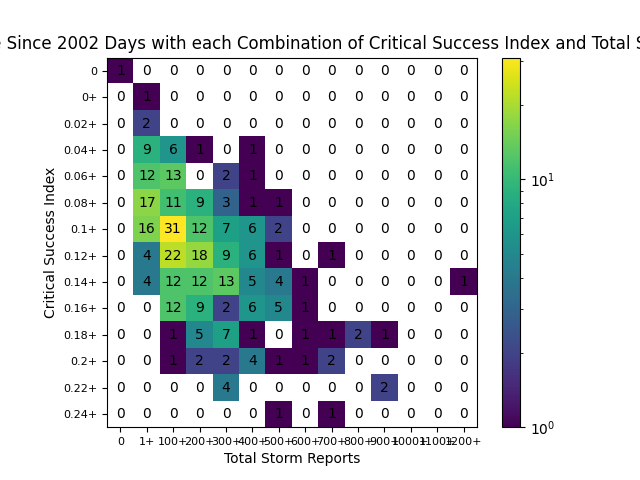 e Since 2002 Days with each Combination of Critical Success Index and Total S
0 1 0 0 0 0 0 0 0 0 0 0 0 0 0
0+ 0 1 0 0 0 0 0 0 0 0 0 0 0 0
0.02+ 0 2 0 0 0 0 0 0 0 0 0 0 0 0
0.04+ 0 9 6 1 0 1 0 0 0 0 0 0 0 0
0.06+ 0 12 13 0 2 1 0 0 0 0 0 0 0 0
0.08+ 0 17 11 9 3 1 1 0 0 0 0 0 0 0
0.1+ 0 16 31 12 7 6 2 0 0 0 0 0 0 0
0.12+ 0 4 22 18 9 6 1 0 1 0 0 0 0 0
0.14+ 0 4 12 12 13 5 4 1 0 0 0 0 0 1
0.16+ 0 0 12 9 2 6 5 1 0 0 0 0 0 0
0.18+ 0 0 1 5 7 1 0 1 1 2 1 0 0 0
0.2+ 0 0 1 2 2 4 1 1 2 0 0 0 0 0
0.22+ 0 0 0 0 4 0 0 0 0 0 2 0 0 0
0.24+ 0 0 0 0 0 0 1 0 1 0 0 0 0 0
0 1+ 100+ 200+ 300+ 400+ 500+ 600+ 700+ 800+ 900+ 1000+ 1100+ 1200+
Total Storm Reports
Critical Success Index
10^1
10^0